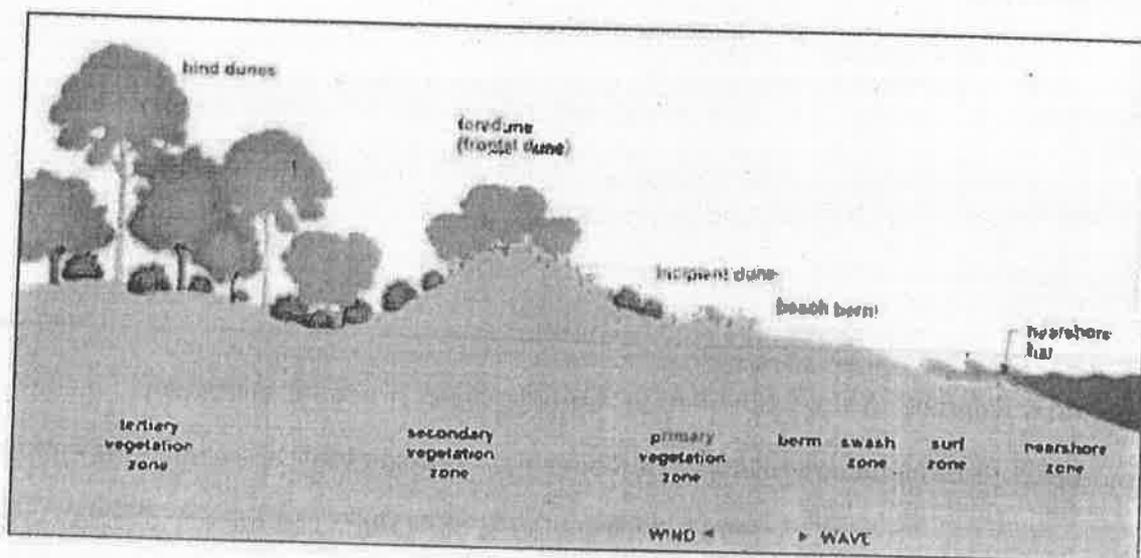 hind dunes
foredune
(frontal dune)
incipient dune
beach berm
nearshore
bar
tertiary
vegetation
zone
secondary
vegetation
zone
primary
vegetation
zone
berm
swash
zone
surf
zone
nearshore
zone
WIND ◄
► WAVE